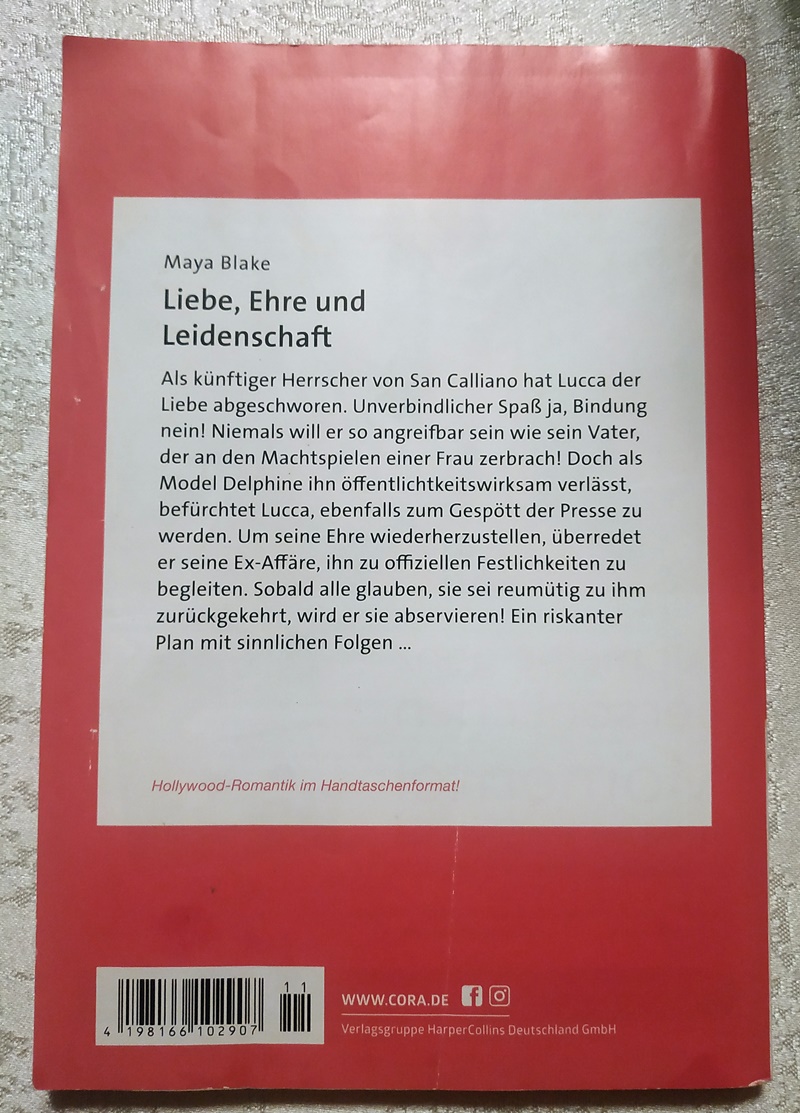 Maya Blake
Liebe, Ehre und
Leidenschaft
Als künftiger Herrscher von San Calliano hat Lucca der
Liebe abgeschworen. Unverbindlicher Spaß ja, Bindung
nein! Niemals will er so angreifbar sein wie sein Vater,
der an den Machtspielen einer Frau zerbrach! Doch als
Model Delphine ihn öffentlichtkeitswirksam verlässt,
befürchtet Lucca, ebenfalls zum Gespött der Presse zu
werden. Um seine Ehre wiederherzustellen, überredet
er seine Ex-Affäre, ihn zu offiziellen Festlichkeiten zu
begleiten. Sobald alle glauben, sie sei reumütig zu ihm
zurückgekehrt, wird er sie abservieren! Ein riskanter
Plan mit sinnlichen Folgen ...
Hollywood-Romantik im Handtaschenformat!
1 1
4 198166 102907
WWW.CORA.DE
Verlagsgruppe HarperCollins Deutschland GmbH